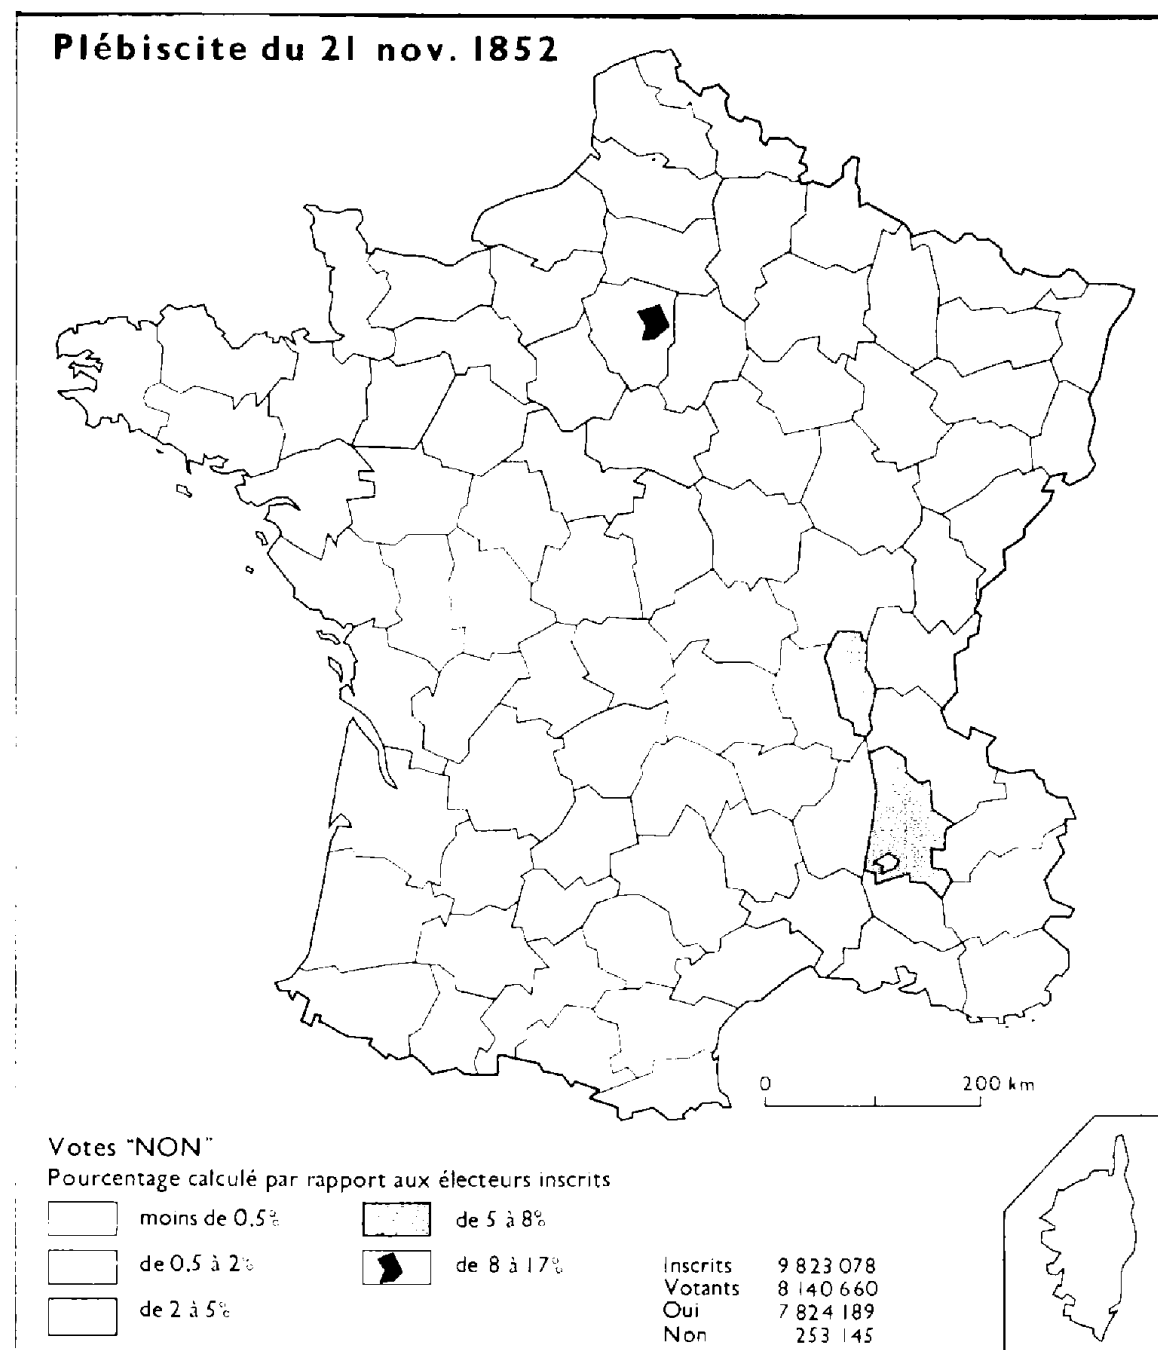 Plébiscite du 21 nov. 1852
0 200 km
Votes "NON"
Pourcentage calculé par rapport aux électeurs inscrits
moins de 0,5%
de 0,5 à 2%
de 2 à 5%
de 5 à 8%
de 8 à 17%
Inscrits 9 823 078
Votants 8 140 660
Oui 7 824 189
Non 253 145